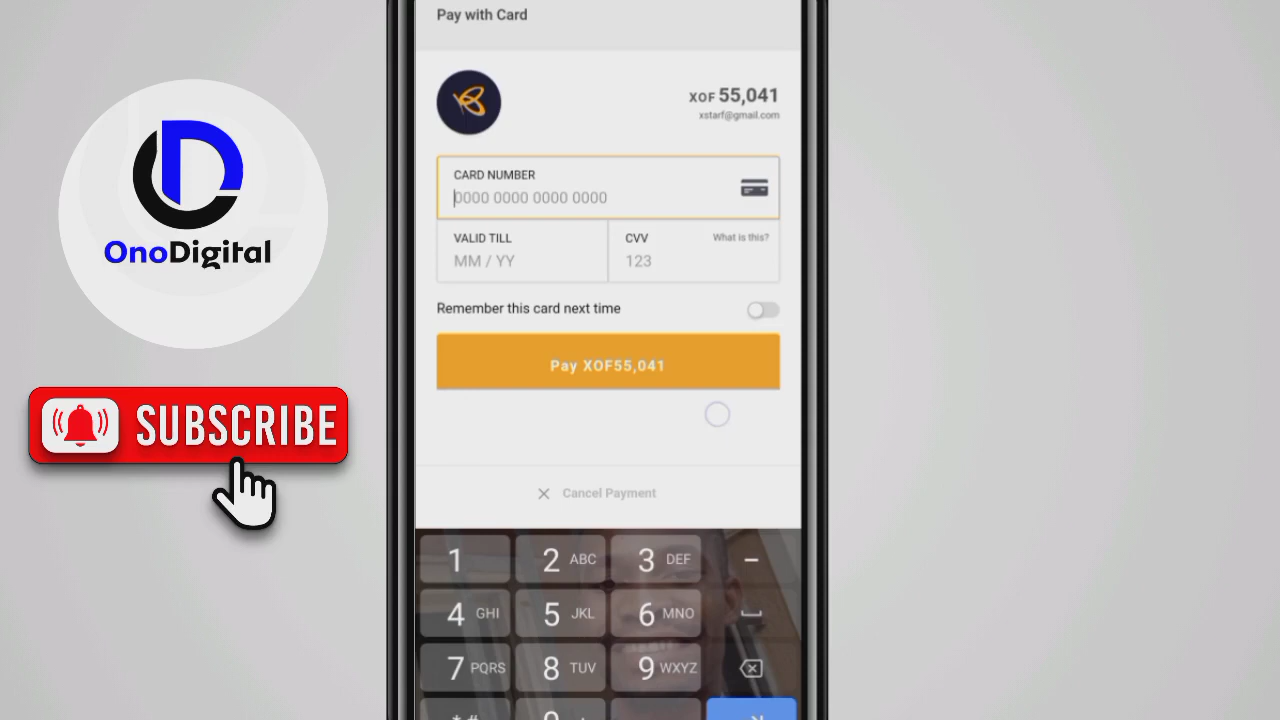 Pay with Card
XOF 55,041
xstarf@gmail.com
CARD NUMBER
0000 0000 0000 0000
VALID TILL
MM / YY
CVV
What is this?
123
Remember this card next time
Pay XOF55,041
Cancel Payment
OnoDigital
SUBSCRIBE
1
2 ABC
3 DEF
4 GHI
5 JKL
6 MNO
7 PQRS
8 TUV
9 WXYZ